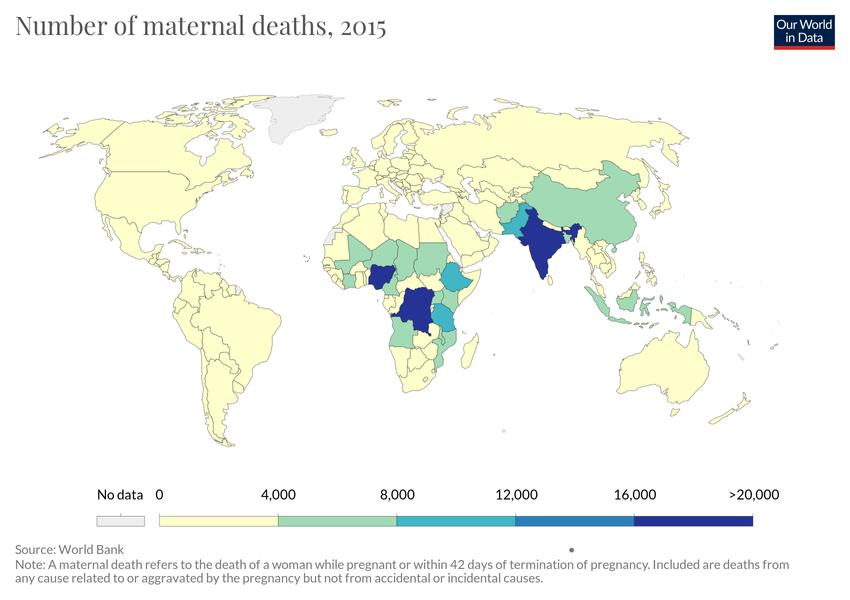 Number of maternal deaths, 2015
Our World
in Data
No data 0 4,000 8,000 12,000 16,000 >20,000
Source: World Bank
Note: A maternal death refers to the death of a woman while pregnant or within 42 days of termination of pregnancy. Included are deaths from
any cause related to or aggravated by the pregnancy but not from accidental or incidental causes.